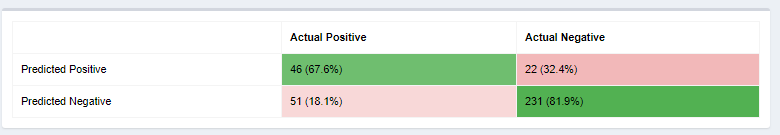 Actual Positive Actual Negative
Predicted Positive 46 (67.6%) 22 (32.4%)
Predicted Negative 51 (18.1%) 231 (81.9%)